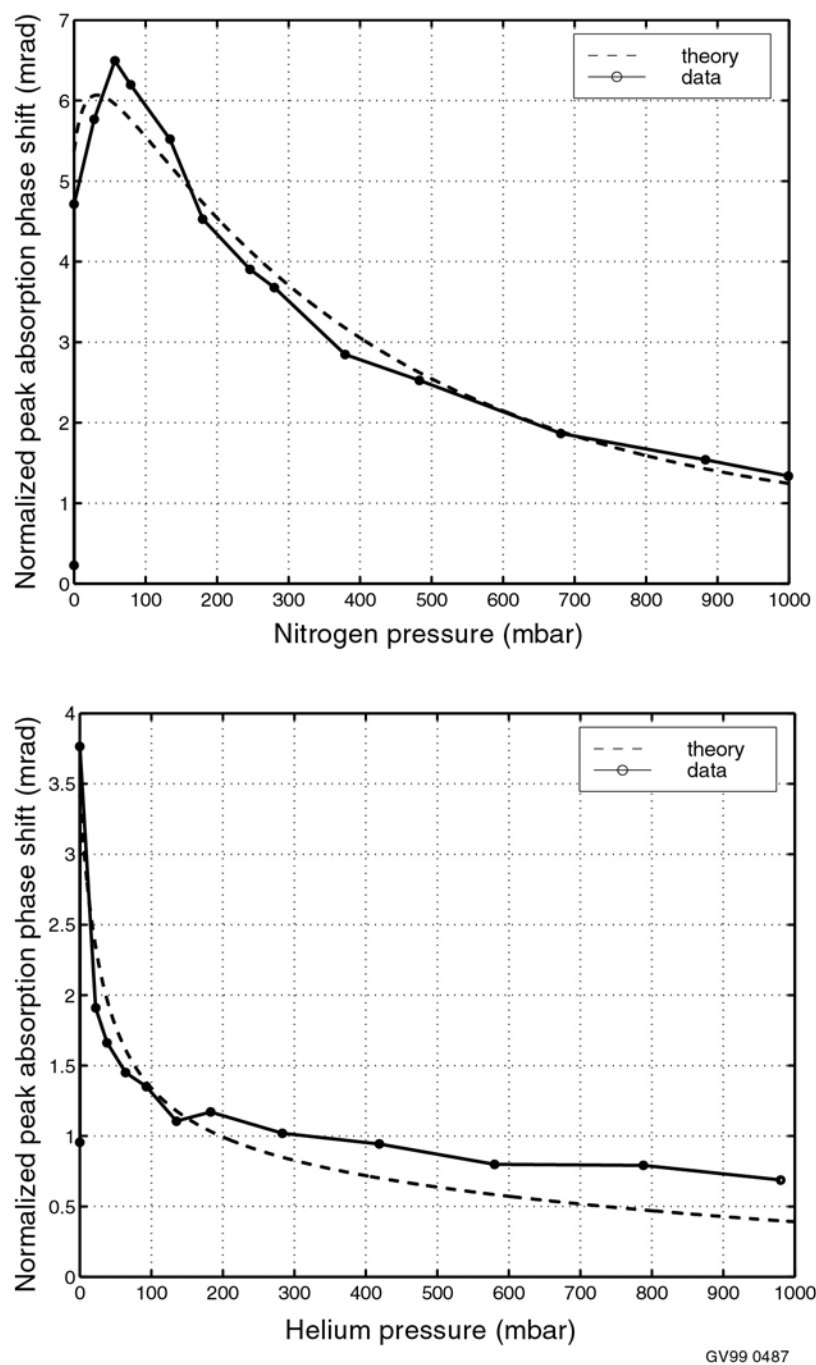 Normalized peak absorption phase shift (mrad)
7
6
5
4
3
2
1
0
theory
data
0 100 200 300 400 500 600 700 800 900 1000
Nitrogen pressure (mbar)
Normalized peak absorption phase shift (mrad)
4
3.5
3
2.5
2
1.5
1
0.5
0
theory
data
0 100 200 300 400 500 600 700 800 900 1000
Helium pressure (mbar)
GV99 0487